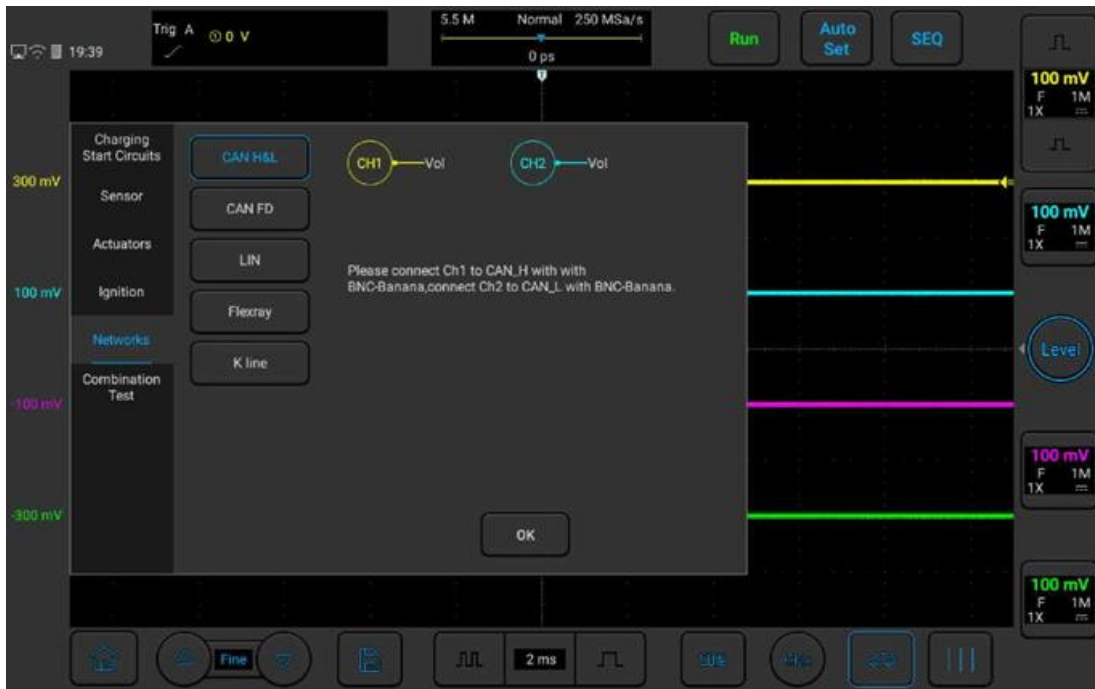 19:39
Trig A ① 0 V
5.5 M Normal 250 MSa/s
0 ps
Run
Auto
Set
SEQ
T
100 mV
F 1M
1X
Charging
Start Circuits
Sensor
Actuators
Ignition
Networks
Combination
Test
CAN H&L
CAN FD
LIN
Flexray
K line
CH1 Vol
CH2 Vol
Please connect Ch1 to CAN_H with with
BNC-Banana,connect Ch2 to CAN_L with BNC-Banana.
OK
300 mV
100 mV
-100 mV
-300 mV
100 mV
F 1M
1X
Level
100 mV
F 1M
1X
100 mV
F 1M
1X
Fine
2 ms